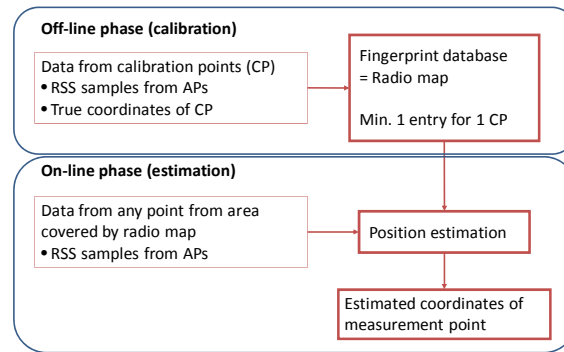 Off-line phase (calibration)
Data from calibration points (CP)
• RSS samples from APs
• True coordinates of CP
Fingerprint database
= Radio map
Min. 1 entry for 1 CP
On-line phase (estimation)
Data from any point from area
covered by radio map
• RSS samples from APs
Position estimation
Estimated coordinates of
measurement point